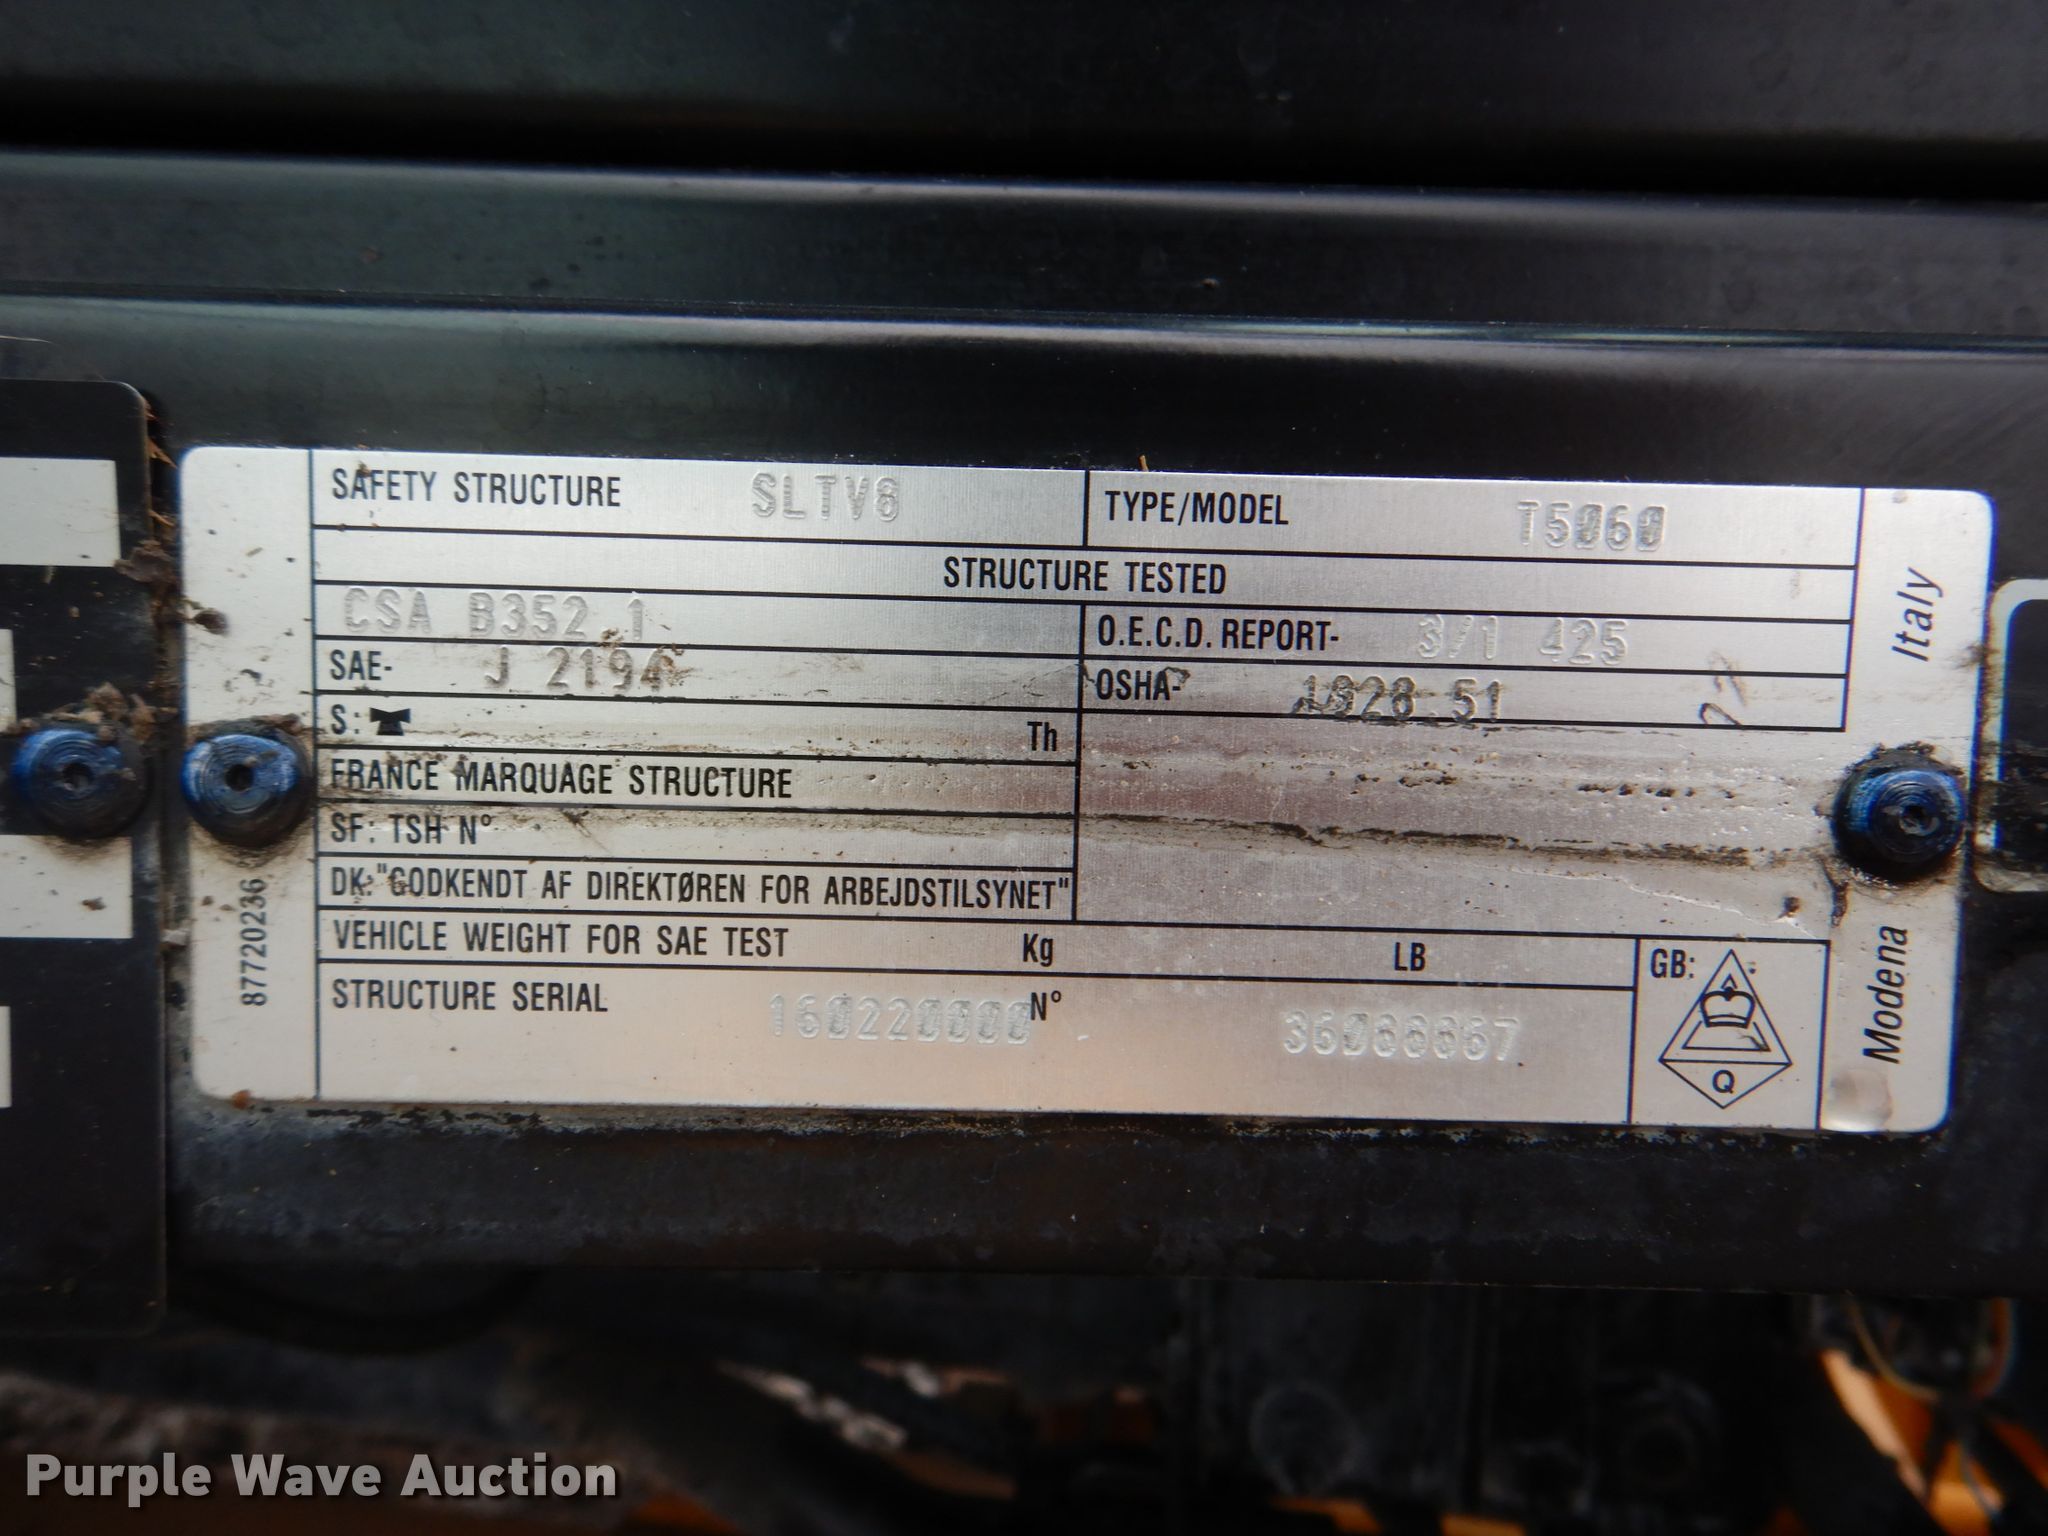 SAFETY STRUCTURE SLTV8 TYPE/MODEL T5060
STRUCTURE TESTED
CSA B352.1
O.E.C.D. REPORT- 3/1 425
SAE- J 2194
OSHA- 1928.51
S: Th
FRANCE MARQUAGE STRUCTURE
SF: TSH N°
DK: "GODKENDT AF DIREKTØREN FOR ARBEJDSTILSYNET"
VEHICLE WEIGHT FOR SAE TEST Kg LB
GB:
STRUCTURE SERIAL 160220000 N° 36066667
Q
87720236
Modena Italy
Purple Wave Auction